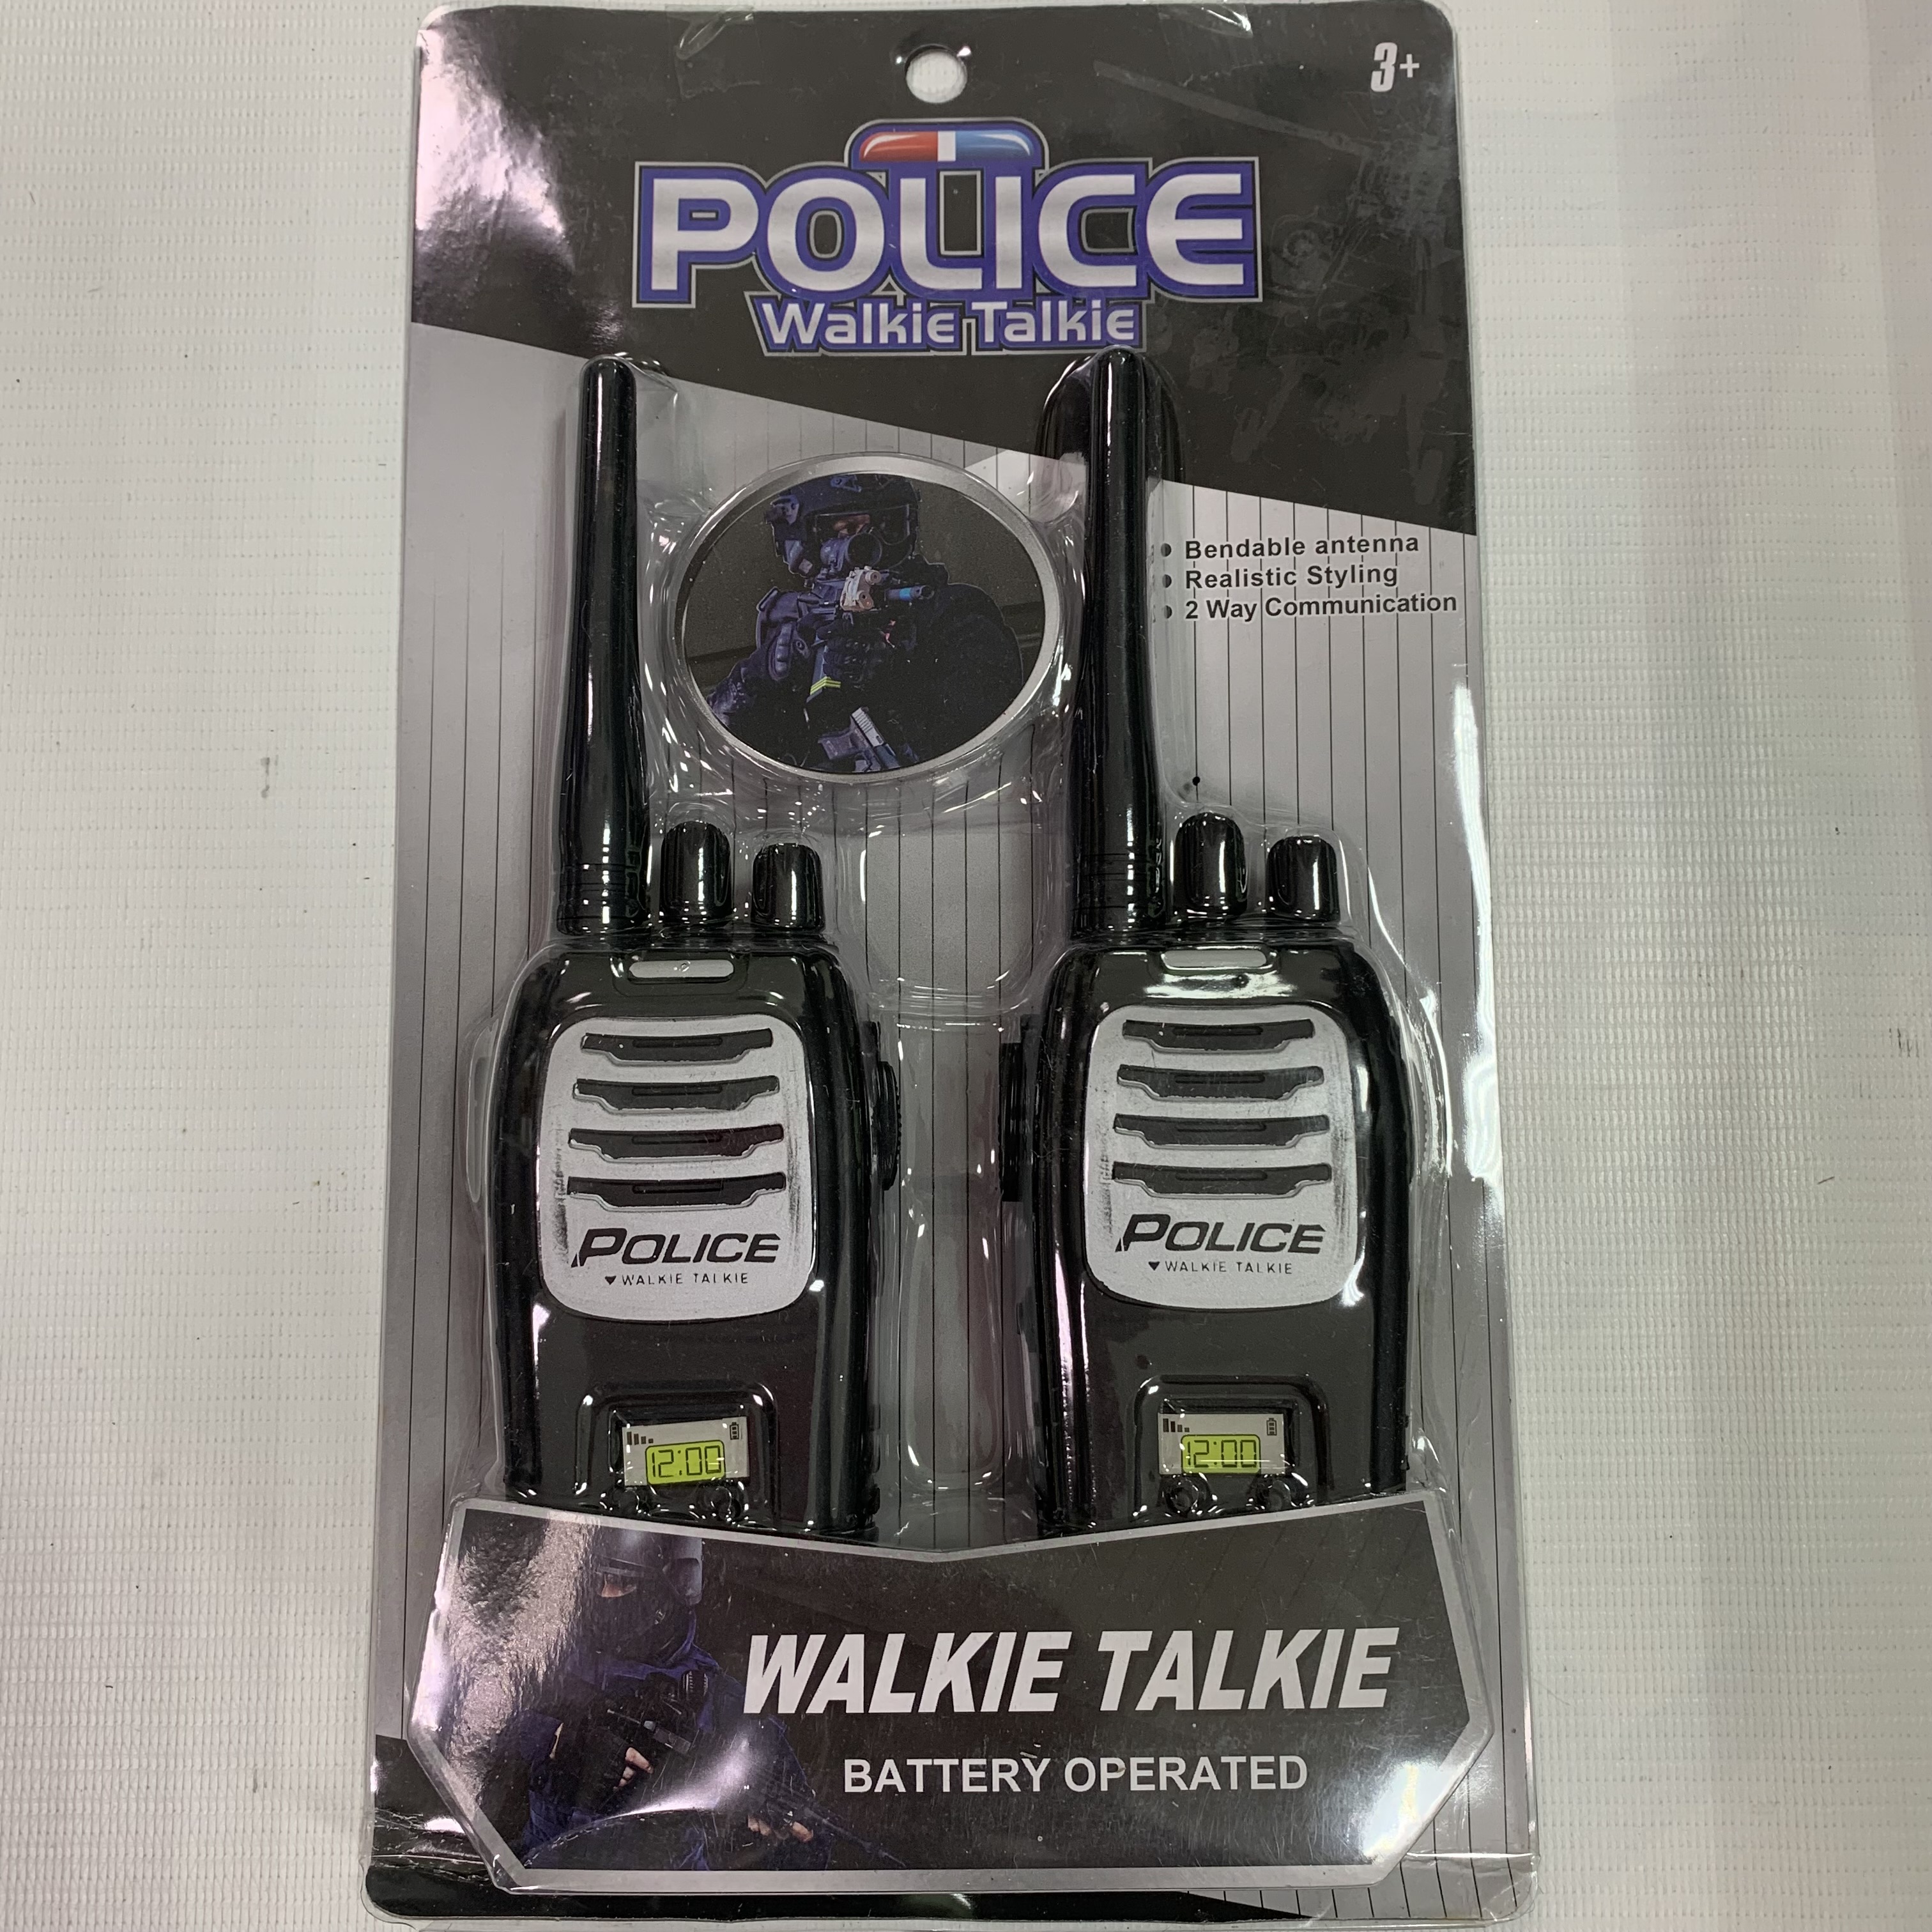 3+
POLICE
Walkie Talkie
Bendable antenna
Realistic Styling
2 Way Communication
POLICE
WALKIE TALKIE
12:00
POLICE
WALKIE TALKIE
12:00
WALKIE TALKIE
BATTERY OPERATED